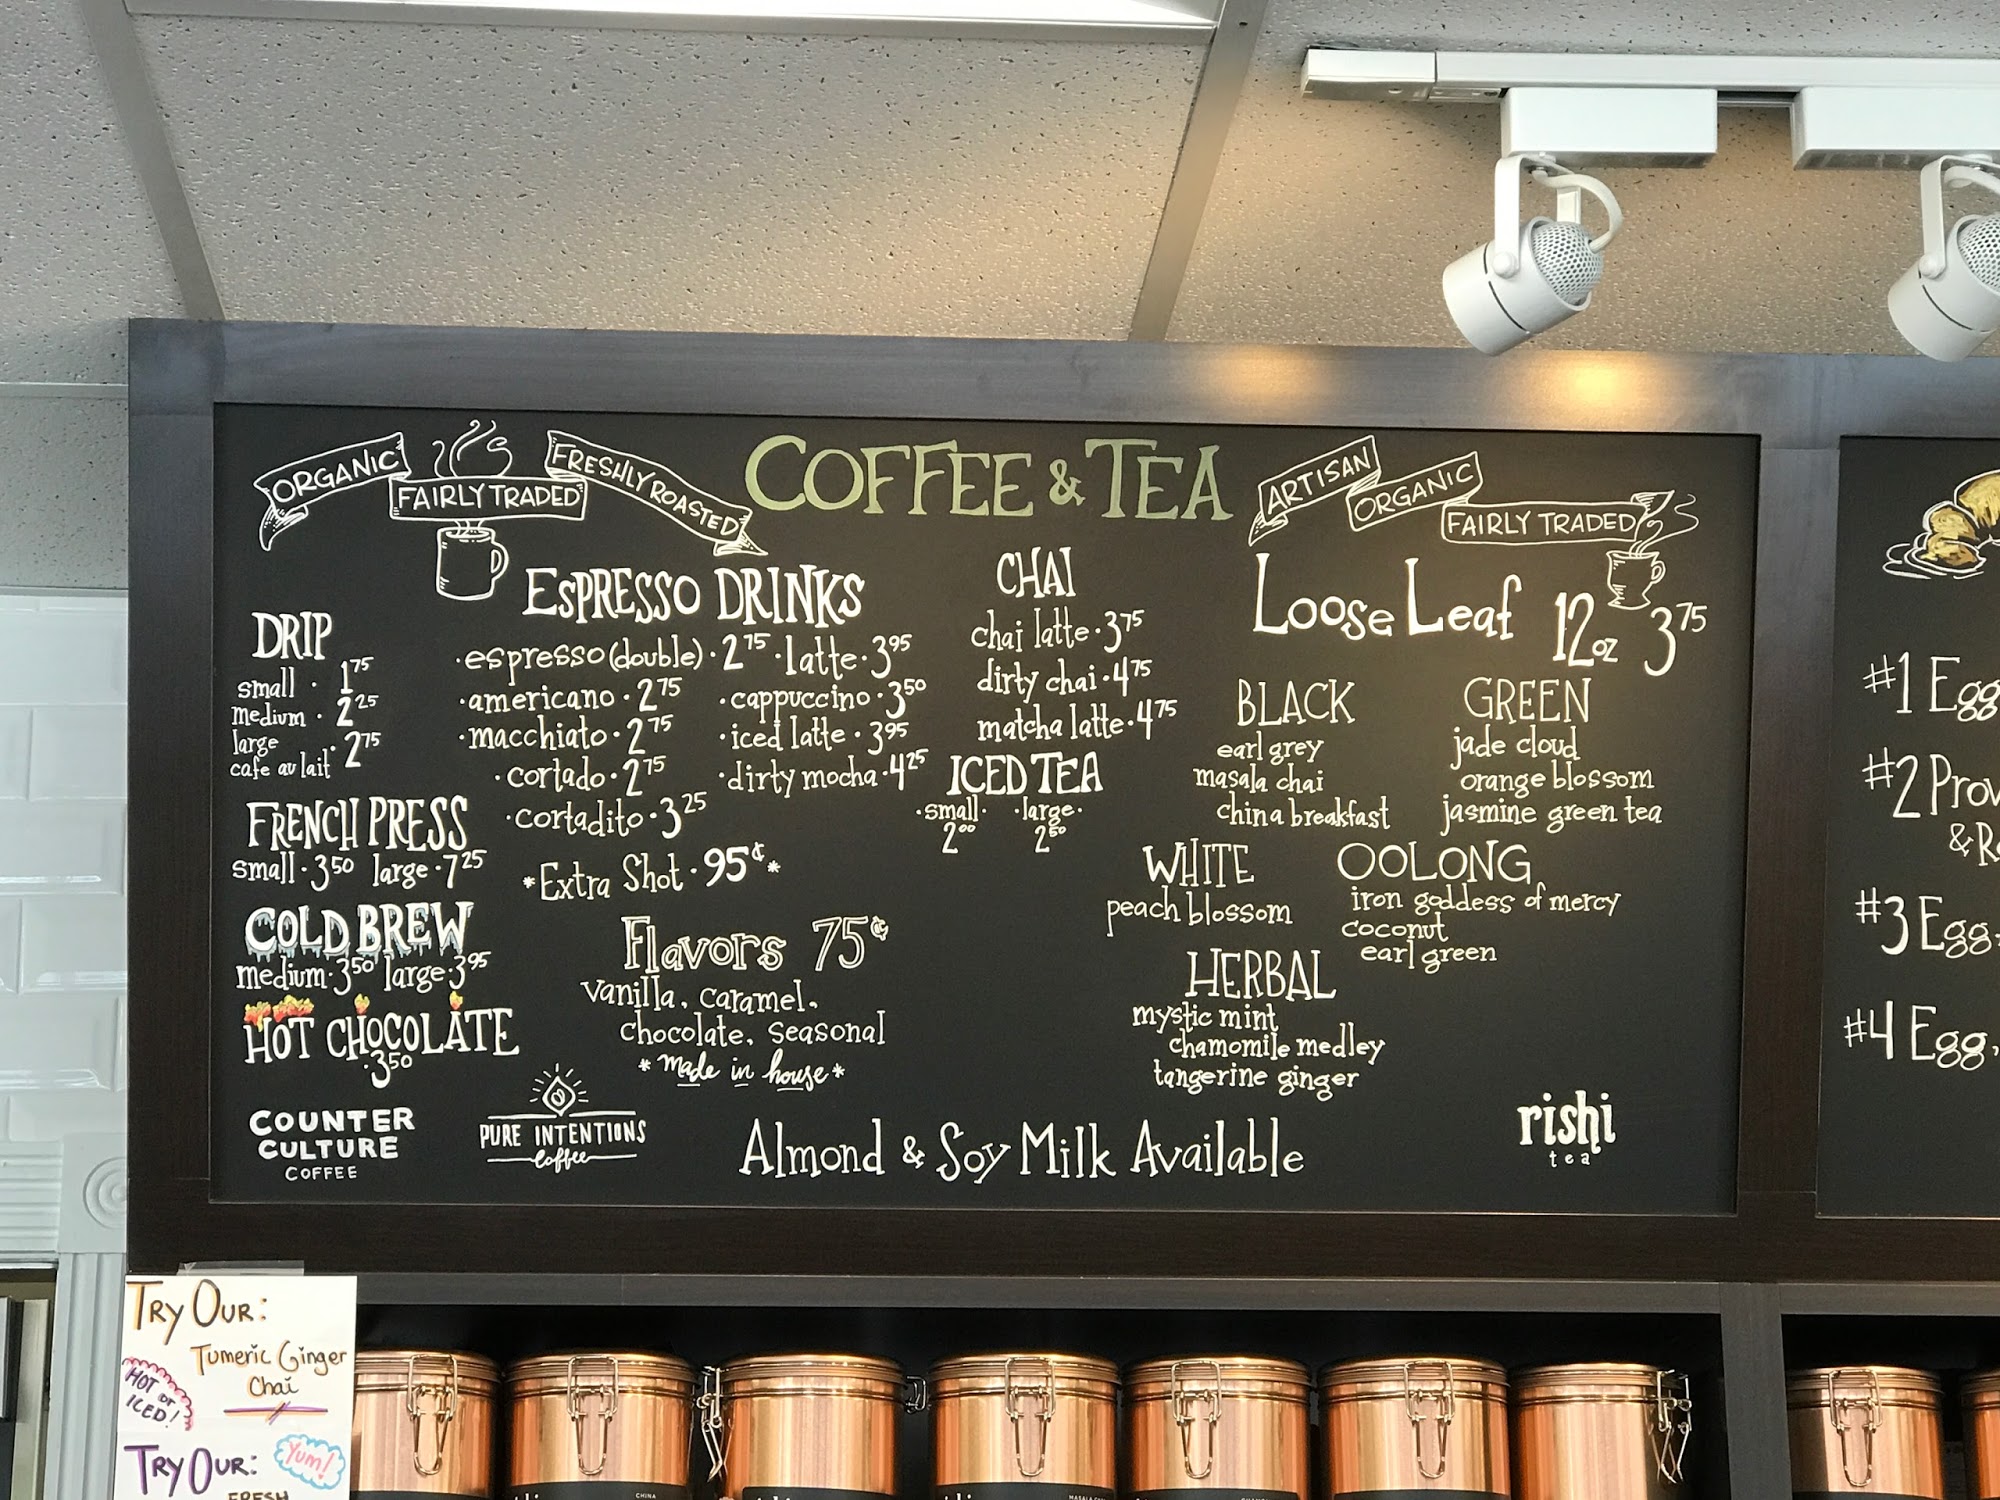 COFFEE & TEA
ORGANIC
FAIRLY TRADED
FRESHLY ROASTED
DRIP
small · 1.75
medium · 2.25
large
cafe au lait · 2.75
FRENCH PRESS
small · 3.50 large · 7.25
COLD BREW
medium · 3.50 large · 3.95
HOT CHOCOLATE
· 3.50
COUNTER
CULTURE
COFFEE
ESPRESSO DRINKS
· espresso (double) · 2.75
· americano · 2.75
· macchiato · 2.75
· cortado · 2.75
· cortadito · 3.25
· latte · 3.95
· cappuccino · 3.50
· iced latte · 3.95
· dirty mocha · 4.25
*Extra Shot · 95¢*
Flavors 75¢
vanilla, caramel,
chocolate, seasonal
*made in house*
PURE INTENTIONS
coffee
CHAI
chai latte · 3.75
dirty chai · 4.75
matcha latte · 4.75
ICED TEA
· small · · large ·
2.00 2.50
Almond & Soy Milk Available
ARTISAN
ORGANIC
FAIRLY TRADED
Loose Leaf 12oz 3.75
BLACK
earl grey
masala chai
china breakfast
GREEN
jade cloud
orange blossom
jasmine green tea
WHITE
peach blossom
OOLONG
iron goddess of mercy
coconut
earl green
HERBAL
mystic mint
chamomile medley
tangerine ginger
rishi
tea
#1 Egg
#2 Prov
&
#3 Egg
#4 Egg,
TRY OUR:
Tumeric Ginger
Chai
HOT or
ICED!
TRY OUR:
Yum!
FRESH
CHINA